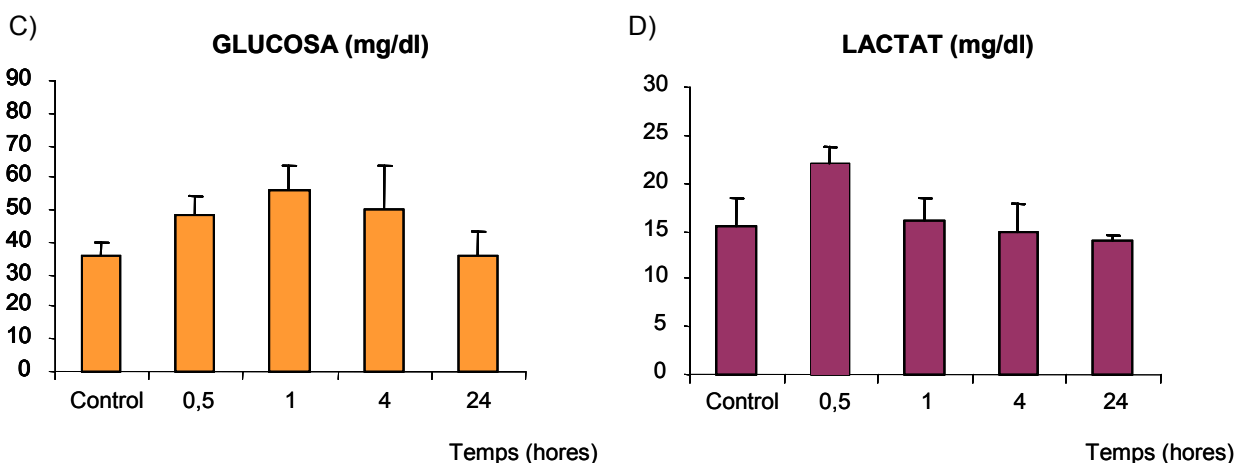 C)
GLUCOSA (mg/dl)
90
80
70
60
50
40
30
20
10
0
Control 0,5 1 4 24
Temps (hores)
D)
LACTAT (mg/dl)
30
25
20
15
10
5
0
Control 0,5 1 4 24
Temps (hores)